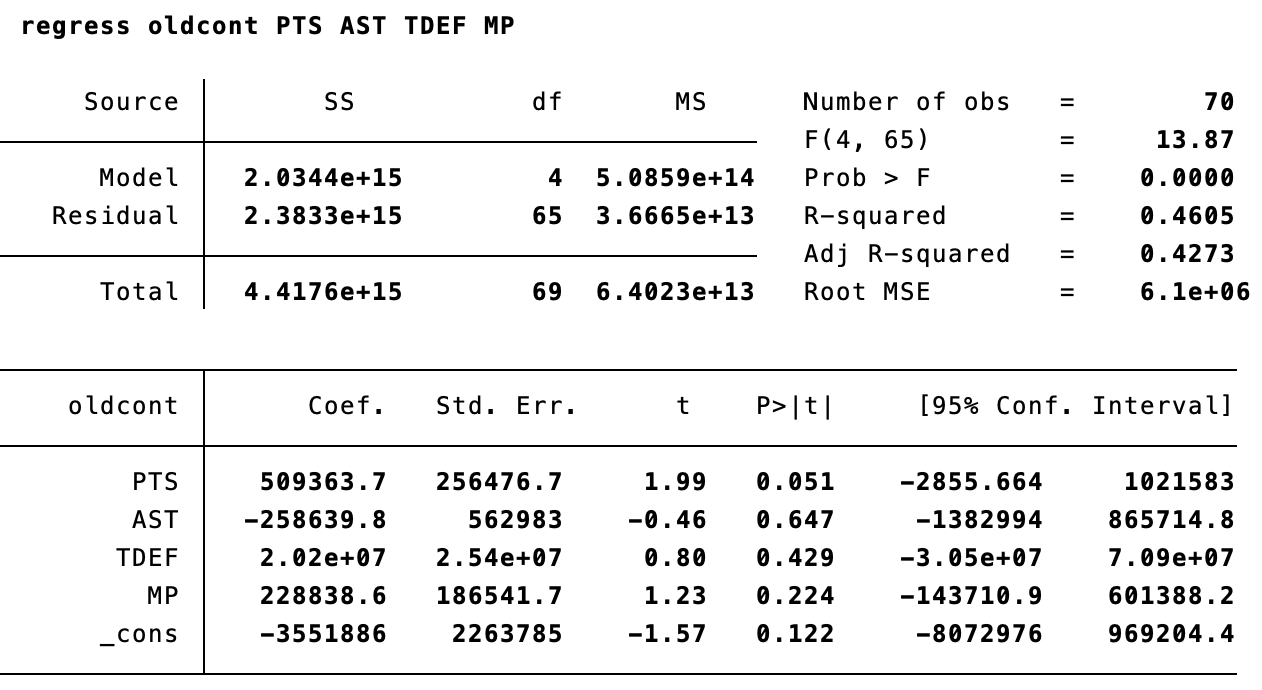 regress oldcont PTS AST TDEF MP
Source SS df MS Number of obs = 70
F(4, 65) = 13.87
Model 2.0344e+15 4 5.0859e+14 Prob > F = 0.0000
Residual 2.3833e+15 65 3.6665e+13 R-squared = 0.4605
Adj R-squared = 0.4273
Total 4.4176e+15 69 6.4023e+13 Root MSE = 6.1e+06
oldcont Coef. Std. Err. t P>|t| [95% Conf. Interval]
PTS 509363.7 256476.7 1.99 0.051 -2855.664 1021583
AST -258639.8 562983 -0.46 0.647 -1382994 865714.8
TDEF 2.02e+07 2.54e+07 0.80 0.429 -3.05e+07 7.09e+07
MP 228838.6 186541.7 1.23 0.224 -143710.9 601388.2
_cons -3551886 2263785 -1.57 0.122 -8072976 969204.4